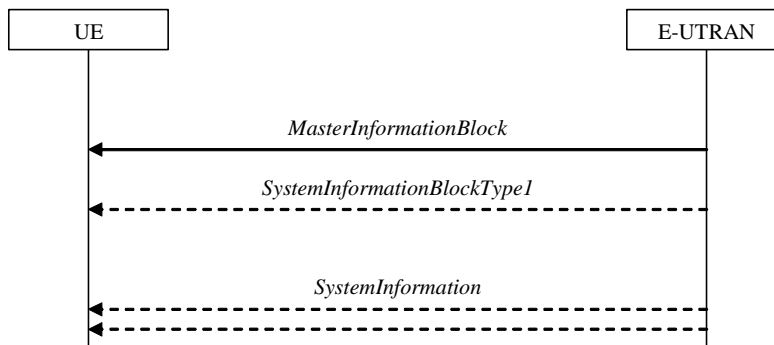 UE
E-UTRAN
MasterInformationBlock
SystemInformationBlockType1
SystemInformation